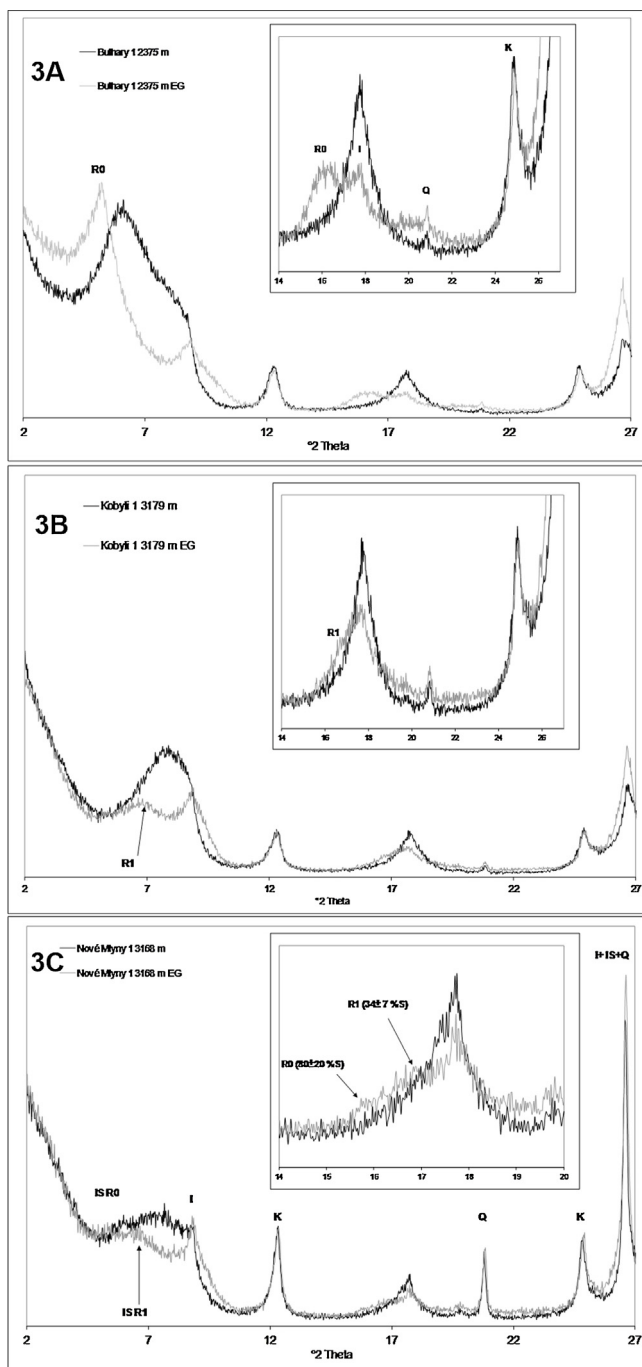 3A
Bulhary 1 2375 m
Bulhary 1 2375 m EG
R0
R0
I
Q
K
14 16 18 20 22 24 26
2 7 12 17 22 27
°2 Theta
3B
Kobylí 1 3179 m
Kobylí 1 3179 m EG
R1
14 16 18 20 22 24 26
R1
2 7 12 17 22 27
°2 Theta
3C
Nové Mlyny 1 3168 m
Nové Mlyny 1 3168 m EG
I+IS+Q
R1 (34±7 %S)
R0 (80±20 %S)
14 15 16 17 18 19 20
IS R0
I
K
Q
K
IS R1
2 7 12 17 22 27
°2 Theta